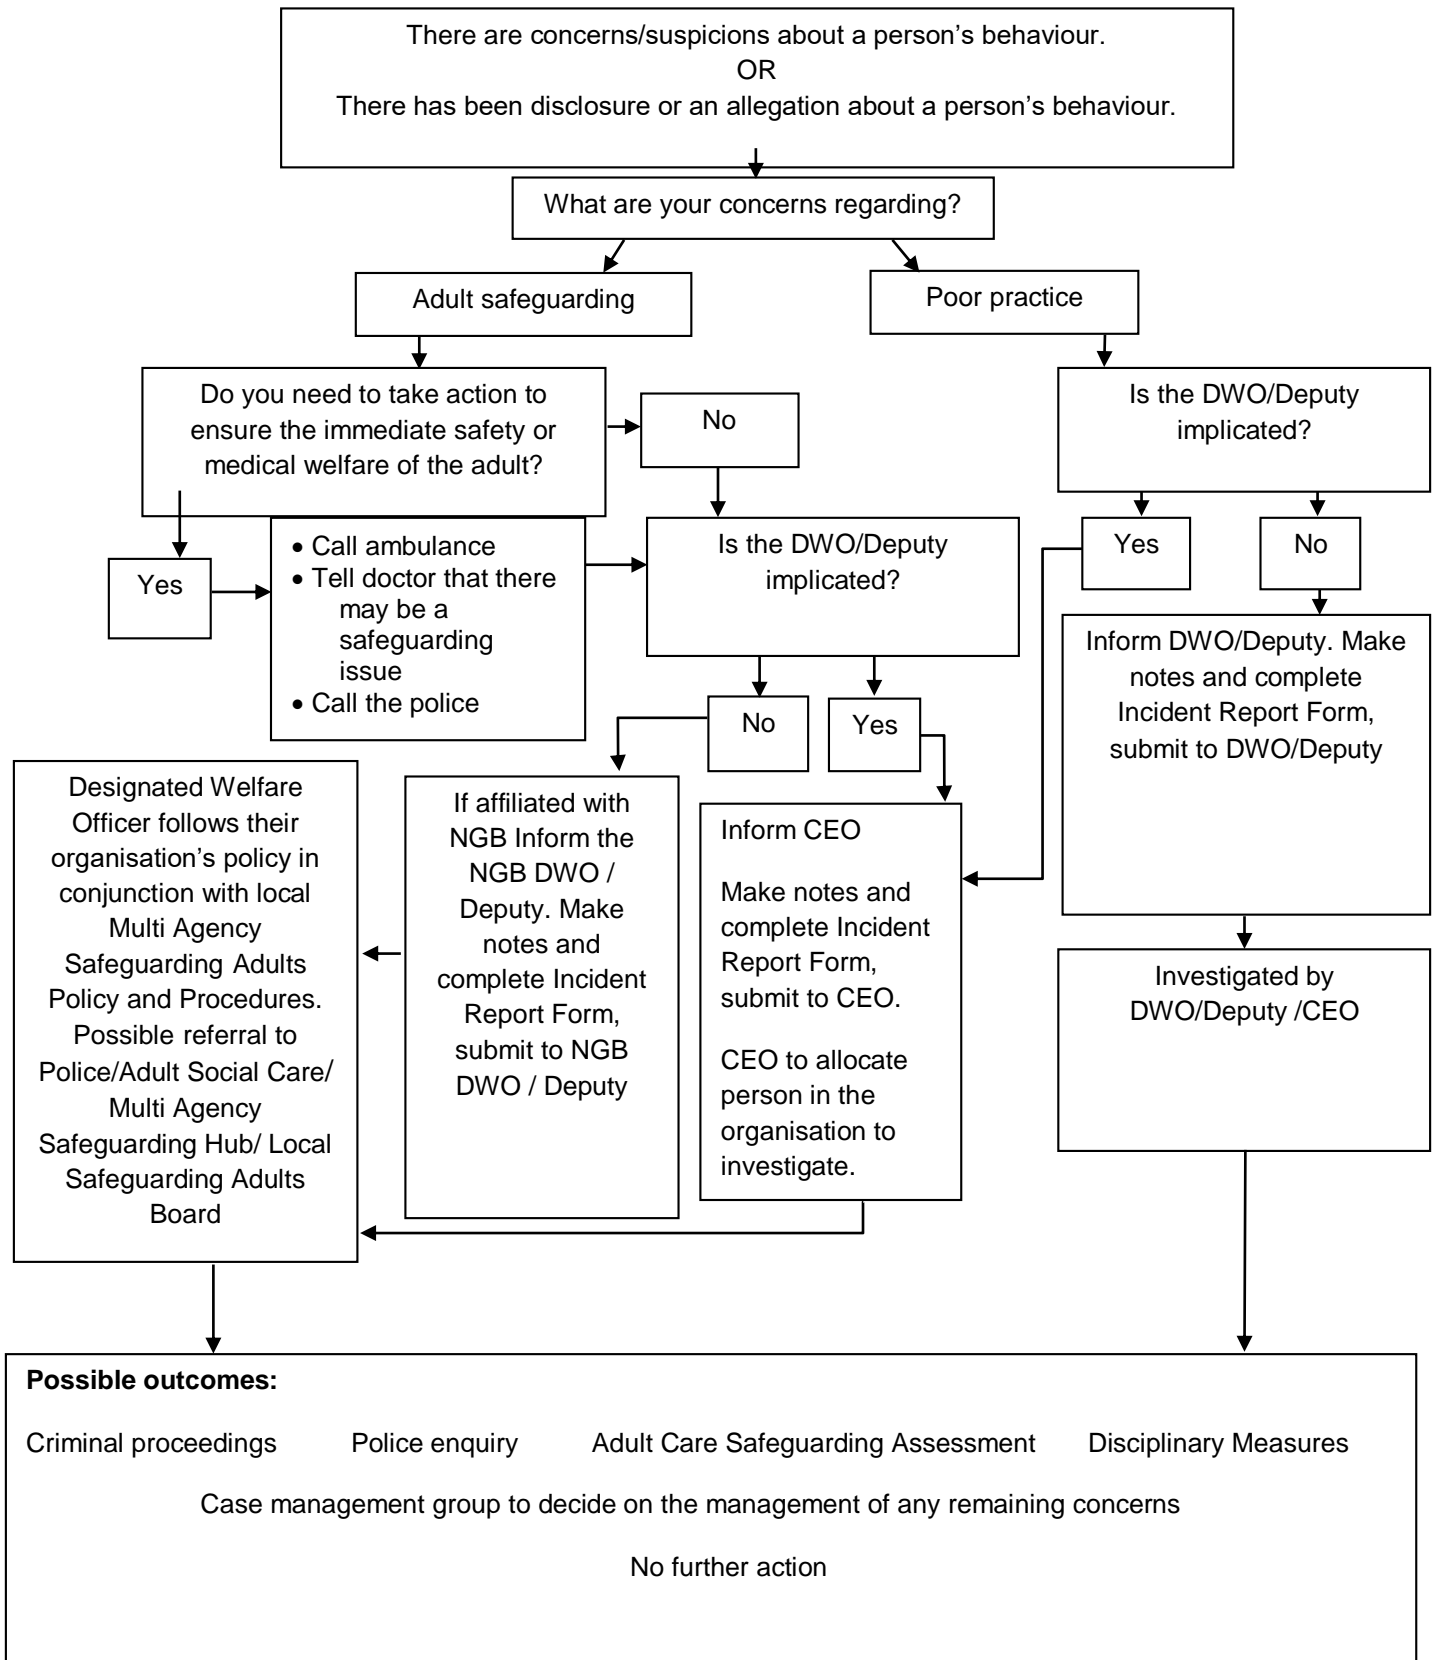 There are concerns/suspicions about a person’s behaviour.
OR
There has been disclosure or an allegation about a person’s behaviour.
What are your concerns regarding?
Adult safeguarding
Poor practice
Do you need to take action to
ensure the immediate safety or
medical welfare of the adult?
No
Is the DWO/Deputy
implicated?
Yes
No
Yes
• Call ambulance
• Tell doctor that there
may be a
safeguarding
issue
• Call the police
Is the DWO/Deputy
implicated?
No
Yes
Inform DWO/Deputy. Make
notes and complete
Incident Report Form,
submit to DWO/Deputy
Designated Welfare
Officer follows their
organisation’s policy in
conjunction with local
Multi Agency
Safeguarding Adults
Policy and Procedures.
Possible referral to
Police/Adult Social Care/
Multi Agency
Safeguarding Hub/ Local
Safeguarding Adults
Board
If affiliated with
NGB Inform the
NGB DWO /
Deputy. Make
notes and
complete Incident
Report Form,
submit to NGB
DWO / Deputy
Inform CEO
Make notes and
complete Incident
Report Form,
submit to CEO.
CEO to allocate
person in the
organisation to
investigate.
Investigated by
DWO/Deputy /CEO
Possible outcomes:
Criminal proceedings Police enquiry Adult Care Safeguarding Assessment Disciplinary Measures
Case management group to decide on the management of any remaining concerns
No further action